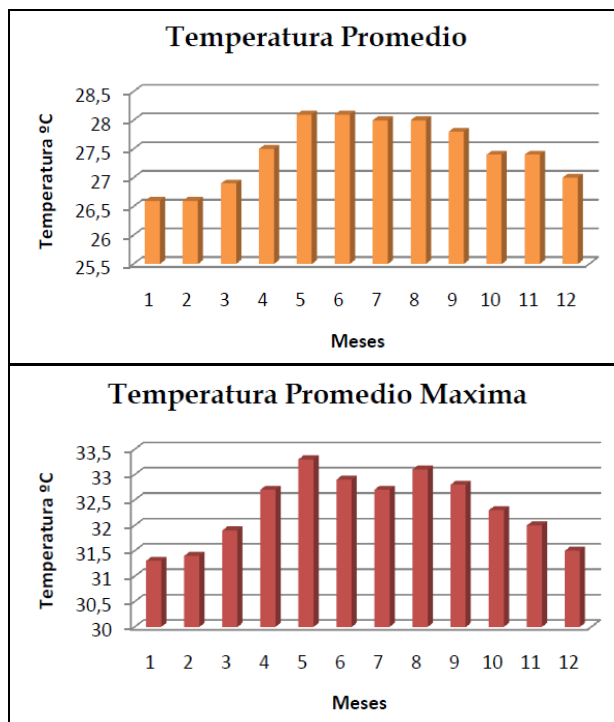 Temperatura Promedio
Temperatura ºC
28,5
28
27,5
27
26,5
26
25,5
1 2 3 4 5 6 7 8 9 10 11 12
Meses
Temperatura Promedio Maxima
Temperatura ºC
33,5
33
32,5
32
31,5
31
30,5
30
1 2 3 4 5 6 7 8 9 10 11 12
Meses